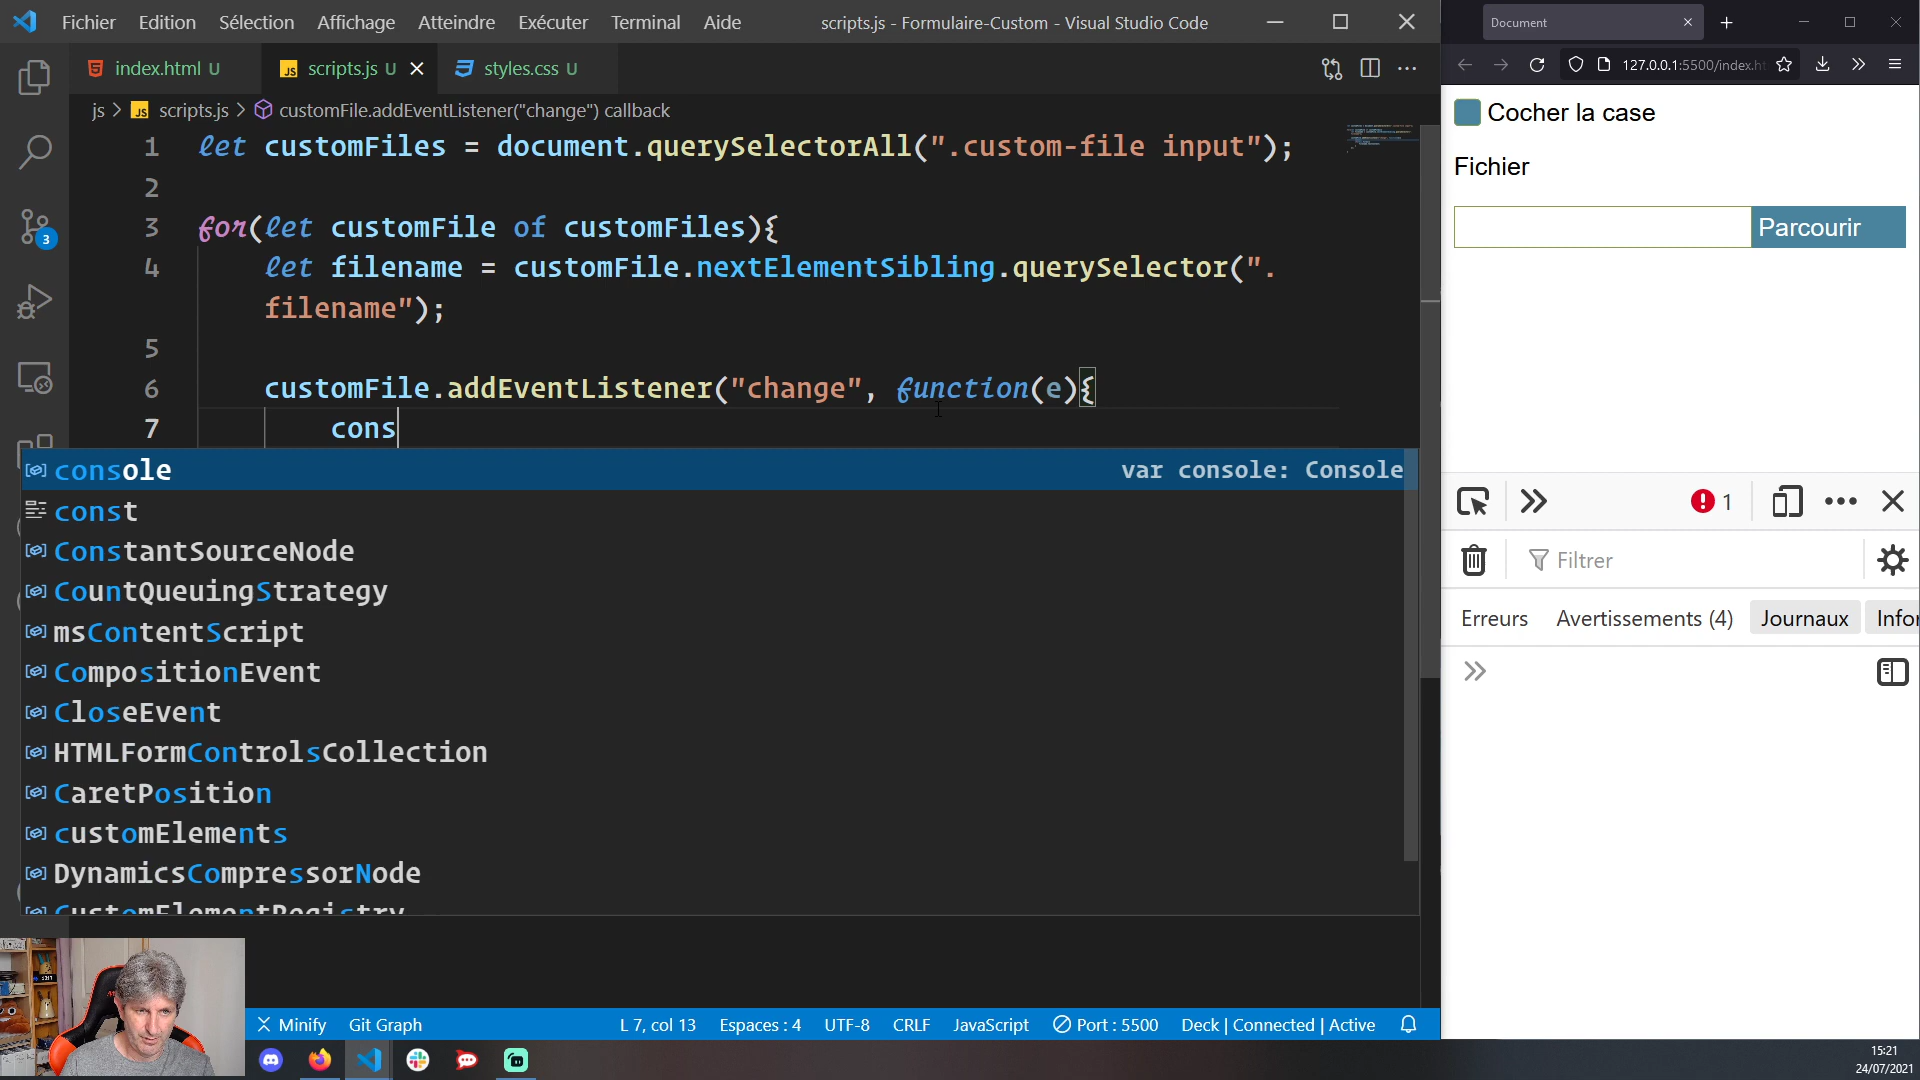 Fichier Edition Sélection Affichage Atteindre Exécuter Terminal Aide
scripts.js - Formulaire-Custom - Visual Studio Code
index.html U
JS scripts.js U
styles.css U
js > JS scripts.js > customFile.addEventListener("change") callback
1 let customFiles = document.querySelectorAll(".custom-file input");
2
3 for(let customFile of customFiles){
4 let filename = customFile.nextElementSibling.querySelector(".
filename");
5
6 customFile.addEventListener("change", function(e){
7 cons
3
console var console: Console
const
ConstantSourceNode
CountQueuingStrategy
msContentScript
CompositionEvent
CloseEvent
HTMLFormControlsCollection
CaretPosition
customElements
DynamicsCompressorNode
CustomElementRegistry
Minify Git Graph L 7, col 13 Espaces : 4 UTF-8 CRLF JavaScript Port : 5500 Deck | Connected | Active
Document
127.0.0.1:5500/index.ht
Cocher la case
Fichier
Parcourir
1
Filtrer
Erreurs Avertissements (4) Journaux Infor
15:21
24/07/2021